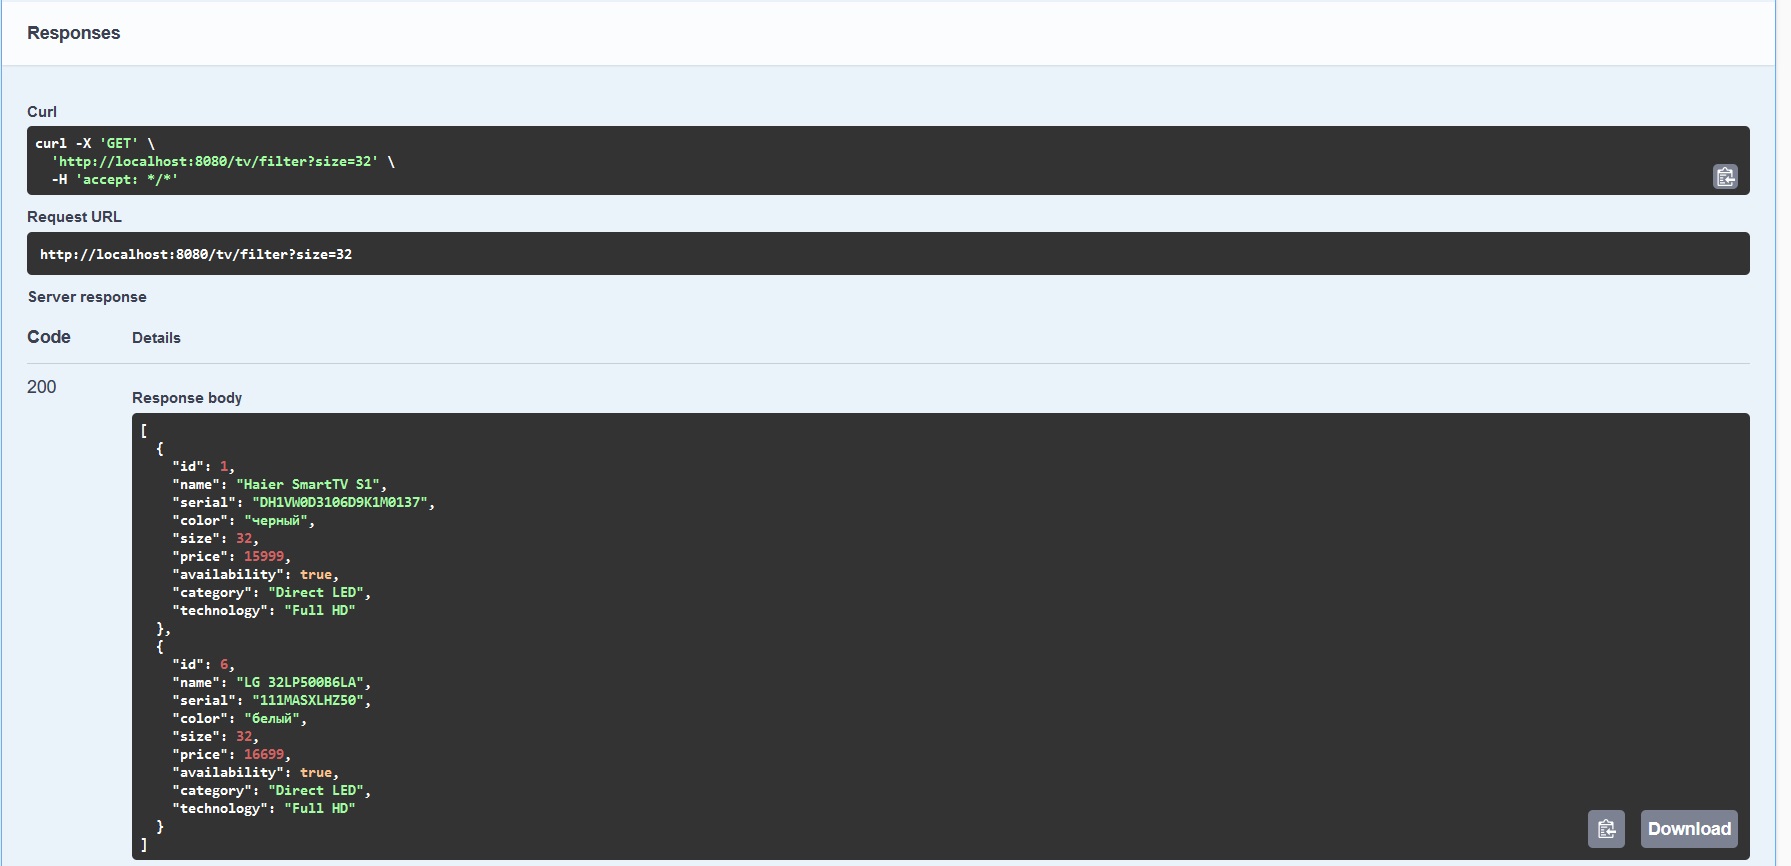 Responses
Curl
curl -X 'GET' \
  'http://localhost:8080/tv/filter?size=32' \
  -H 'accept: */*'
Request URL
http://localhost:8080/tv/filter?size=32
Server response
Code Details
200
Response body
[
  {
    "id": 1,
    "name": "Haier SmartTV S1",
    "serial": "DH1VW0D3106D9K1M0137",
    "color": "черный",
    "size": 32,
    "price": 15999,
    "availability": true,
    "category": "Direct LED",
    "technology": "Full HD"
  },
  {
    "id": 6,
    "name": "LG 32LP500B6LA",
    "serial": "111MASXLHZ50",
    "color": "белый",
    "size": 32,
    "price": 16699,
    "availability": true,
    "category": "Direct LED",
    "technology": "Full HD"
  }
]
Download